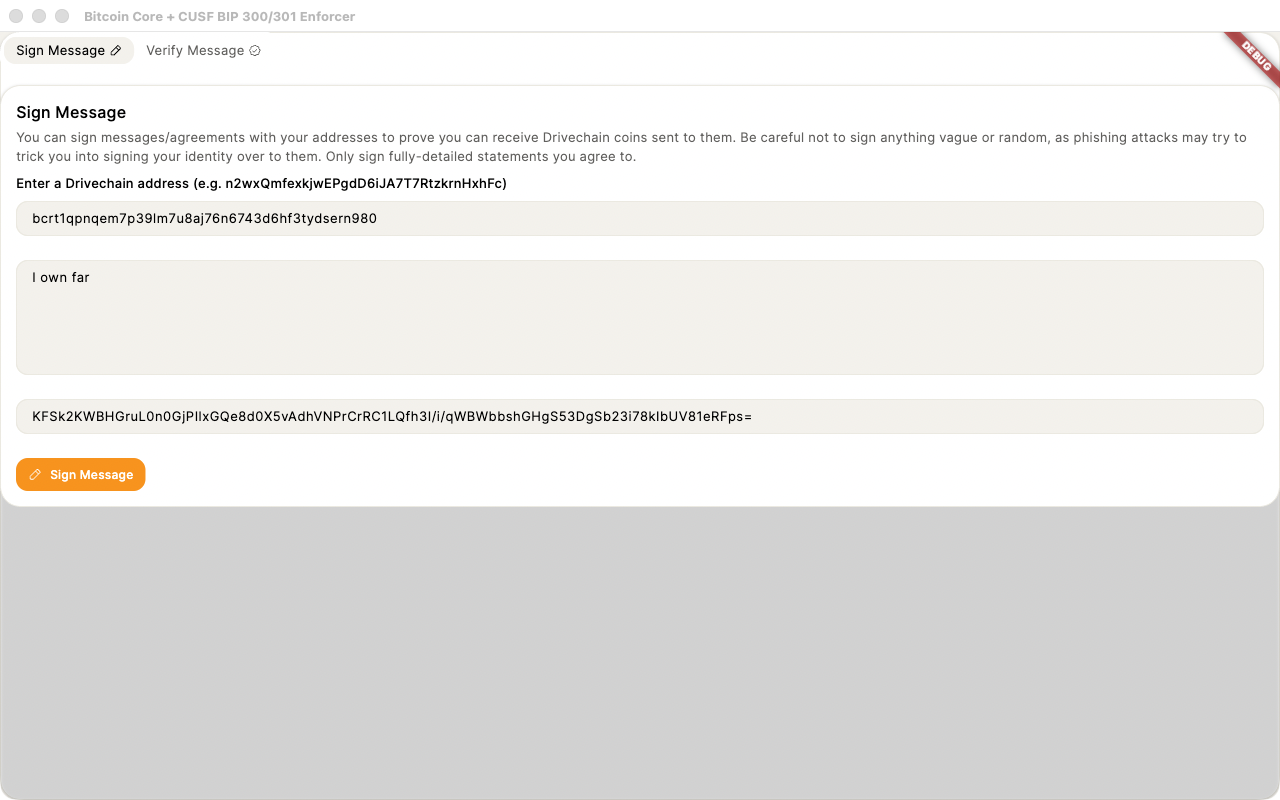 Bitcoin Core + CUSF BIP 300/301 Enforcer
Sign Message
Verify Message
DEBUG
Sign Message
You can sign messages/agreements with your addresses to prove you can receive Drivechain coins sent to them. Be careful not to sign anything vague or random, as phishing attacks may try to
trick you into signing your identity over to them. Only sign fully-detailed statements you agree to.
Enter a Drivechain address (e.g. n2wxQmfexkjwEPgdD6iJA7T7RtzkrnHxhFc)
bcrt1qpnqem7p39lm7u8aj76n6743d6hf3tydsern980
I own far
KFSk2KWBHGruL0n0GjPIlxGQe8d0X5vAdhVNPrCrRC1LQfh3I/i/qWBWbbshGHgS53DgSb23i78kIbUV81eRFps=
Sign Message